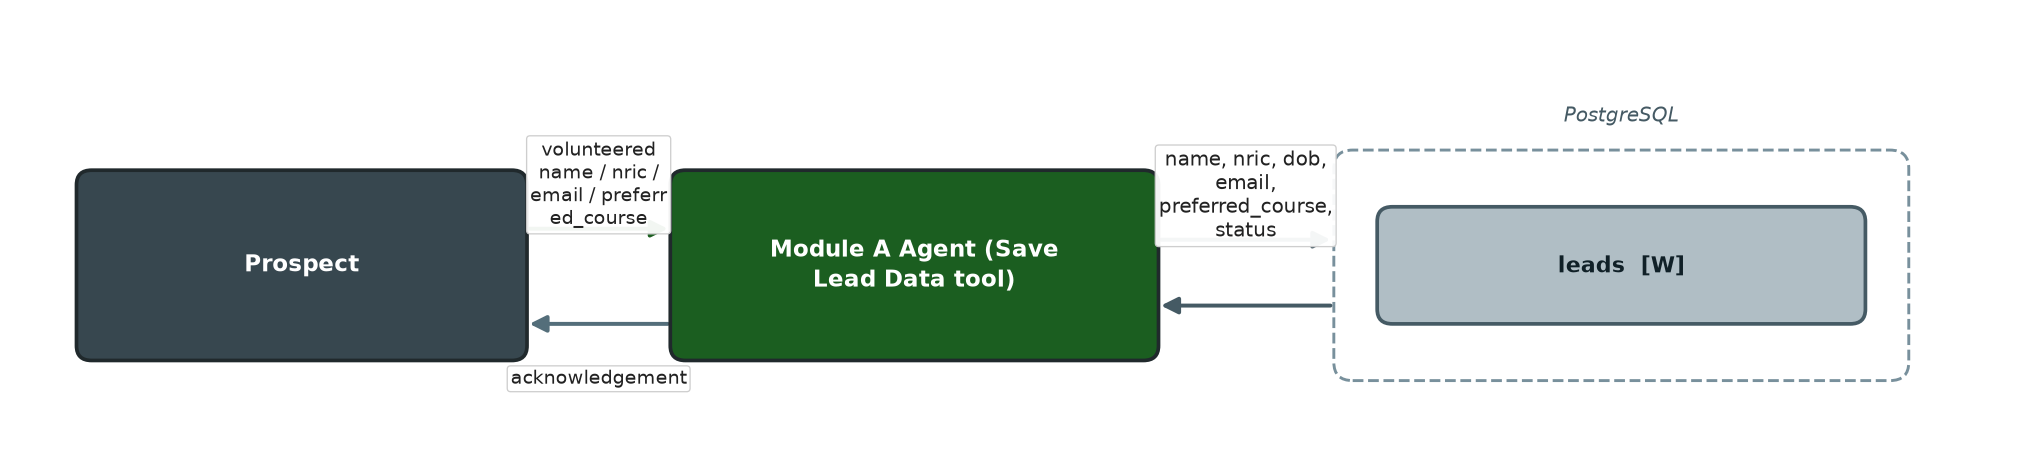 PostgreSQL
volunteered
name / nric /
email / preferr
ed_course
name, nric, dob,
email,
preferred_course,
status
Prospect
Module A Agent (Save
Lead Data tool)
leads  [W]
acknowledgement